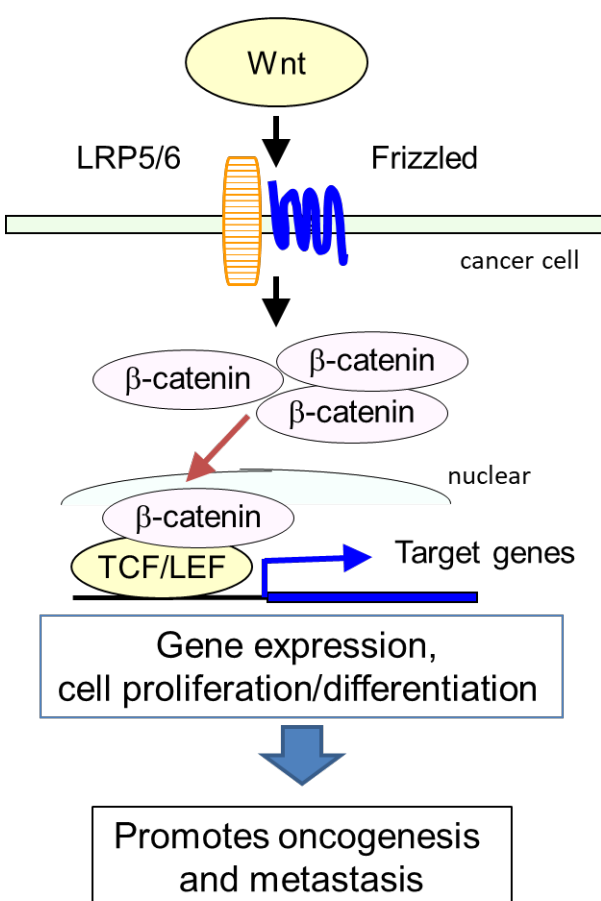 Wnt
LRP5/6
Frizzled
cancer cell
β-catenin
β-catenin
β-catenin
nuclear
β-catenin
TCF/LEF
Target genes
Gene expression,
cell proliferation/differentiation
Promotes oncogenesis
and metastasis